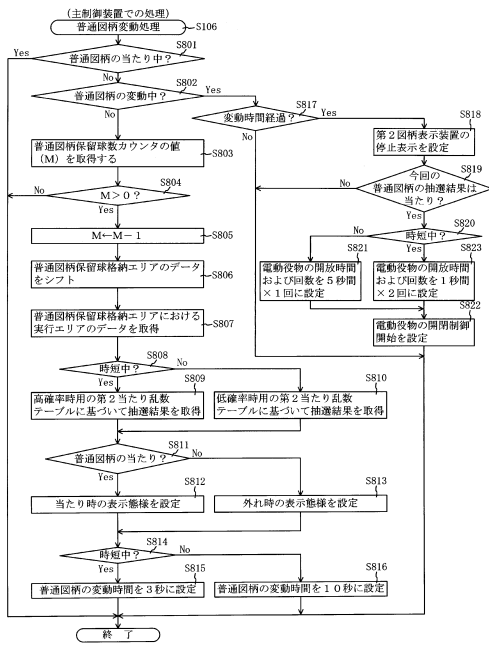 (主制御装置での処理)
普通図柄変動処理
S106
S801
Yes
普通図柄の当たり中?
No
S802
普通図柄の変動中?
Yes
No
普通図柄保留球数カウンタの値
(M)を取得する
S803
S804
No
M>0?
Yes
M←M−1
S805
普通図柄保留球格納エリアのデータ
をシフト
S806
普通図柄保留球格納エリアにおける
実行エリアのデータを取得
S807
S808
時短中?
No
Yes
S809
高確率時用の第2当たり乱数
テーブルに基づいて抽選結果を取得
S810
低確率時用の第2当たり乱数
テーブルに基づいて抽選結果を取得
S811
普通図柄の当たり?
No
Yes
S812
当たり時の表示態様を設定
S813
外れ時の表示態様を設定
S814
時短中?
No
Yes
S815
普通図柄の変動時間を3秒に設定
S816
普通図柄の変動時間を10秒に設定
終 了
S817
変動時間経過?
Yes
No
S818
第2図柄表示装置の
停止表示を設定
S819
今回の
普通図柄の抽選結果は
当たり?
No
Yes
S820
時短中?
No
Yes
S821
電動役物の開放時間
および回数を5秒間
×1回に設定
S823
電動役物の開放時間
および回数を1秒間
×2回に設定
S822
電動役物の開閉制御
開始を設定